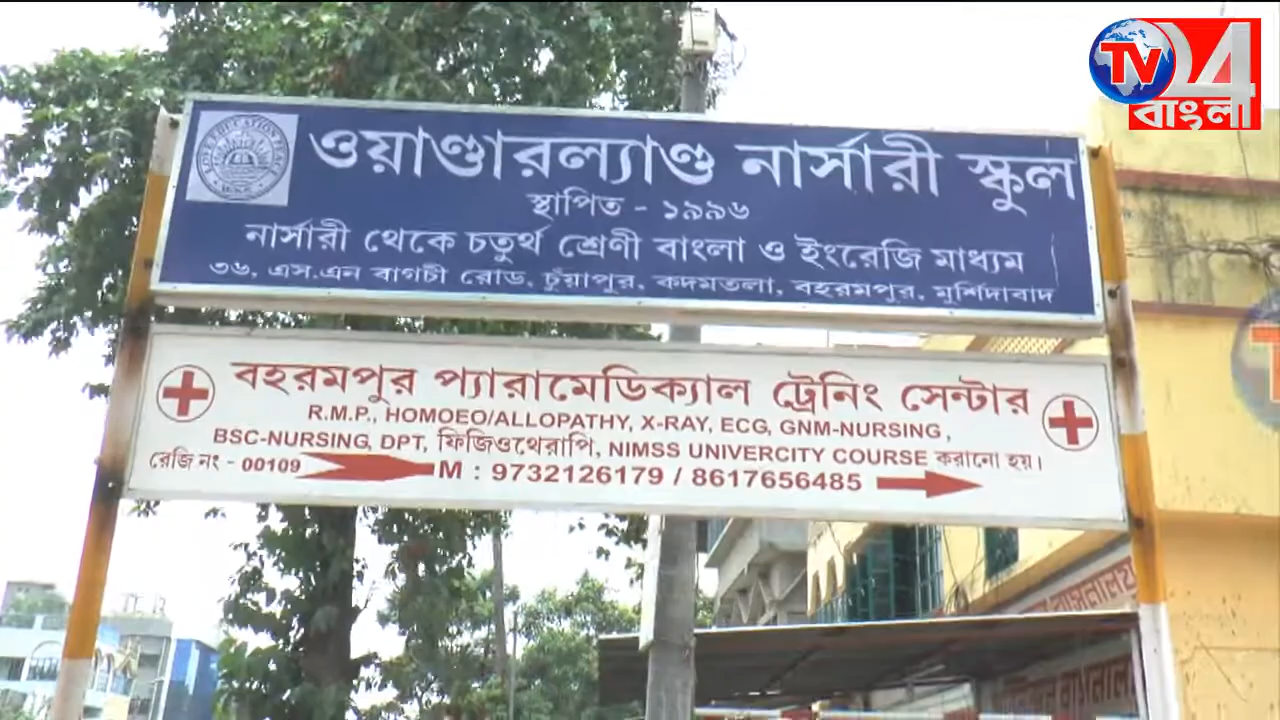 TV 24
বাংলা
ওয়াণ্ডারল্যাণ্ড নার্সারী স্কুল
স্থাপিত - ১৯৯৬
নার্সারী থেকে চতুর্থ শ্রেণী বাংলা ও ইংরেজি মাধ্যম
৩৬, এস.এন বাগচী রোড, চুঁয়াপুর, কদমতলা, বহরমপুর, মুর্শিদাবাদ
বহরমপুর প্যারামেডিক্যাল ট্রেনিং সেন্টার
R.M.P., HOMOEO/ALLOPATHY, X-RAY, ECG, GNM-NURSING,
BSC-NURSING, DPT, ফিজিওথেরাপি, NIMSS UNIVERCITY COURSE করানো হয়।
রেজি নং - 00109 M : 9732126179 / 8617656485